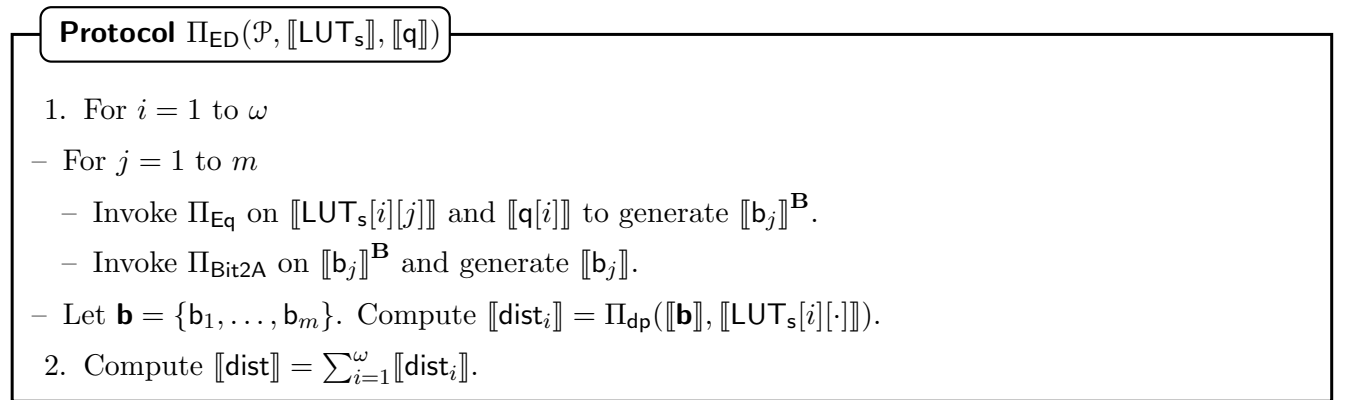 Protocol Π_ED(𝒫, ⟦LUT_s⟧, ⟦q⟧)
1. For i = 1 to ω
– For j = 1 to m
– Invoke Π_Eq on ⟦LUT_s[i][j]⟧ and ⟦q[i]⟧ to generate ⟦b_j⟧^B.
– Invoke Π_Bit2A on ⟦b_j⟧^B and generate ⟦b_j⟧.
– Let b = {b_1, . . . , b_m}. Compute ⟦dist_i⟧ = Π_dp(⟦b⟧, ⟦LUT_s[i][·]⟧).
2. Compute ⟦dist⟧ = ∑_{i=1}^{ω}⟦dist_i⟧.